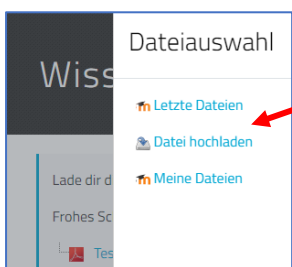 Dateiauswahl
Wiss
Letzte Dateien
Datei hochladen
Meine Dateien
Lade dir d
Frohes Sc
Tes